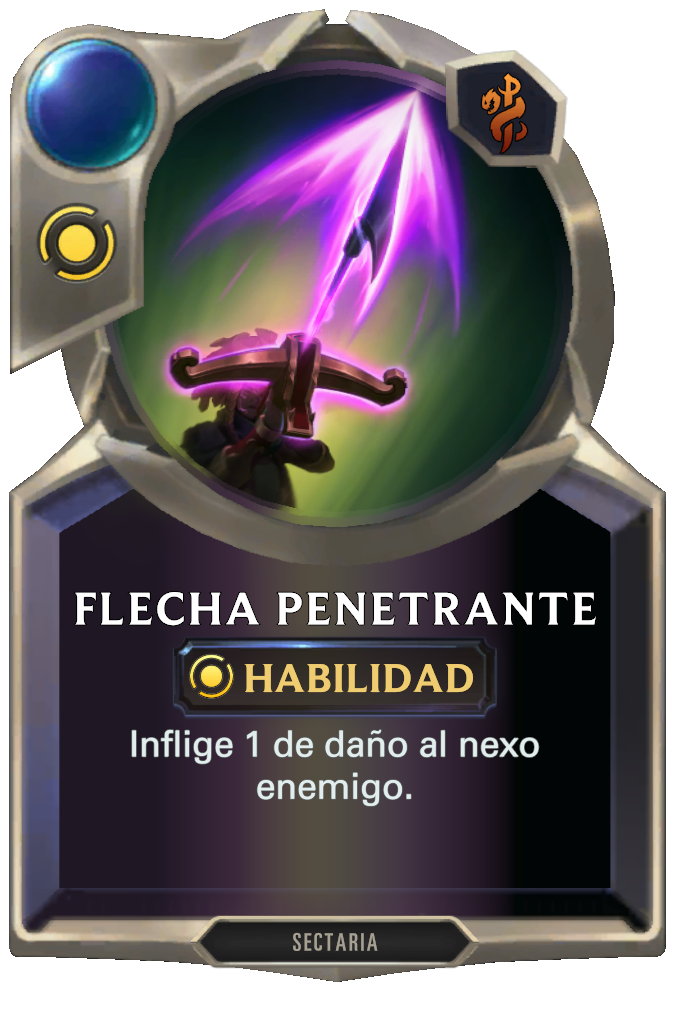 FLECHA PENETRANTE
HABILIDAD
Inflige 1 de daño al nexo
enemigo.
SECTARIA